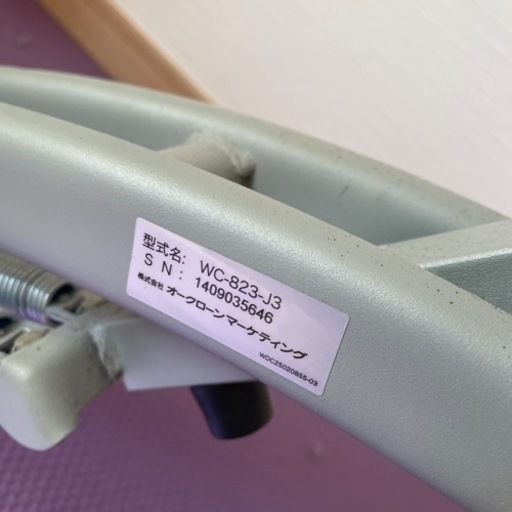 型式名: WC-823-J3
S N : 1409035646
株式会社 オークローンマーケティング
WDC25020855-03